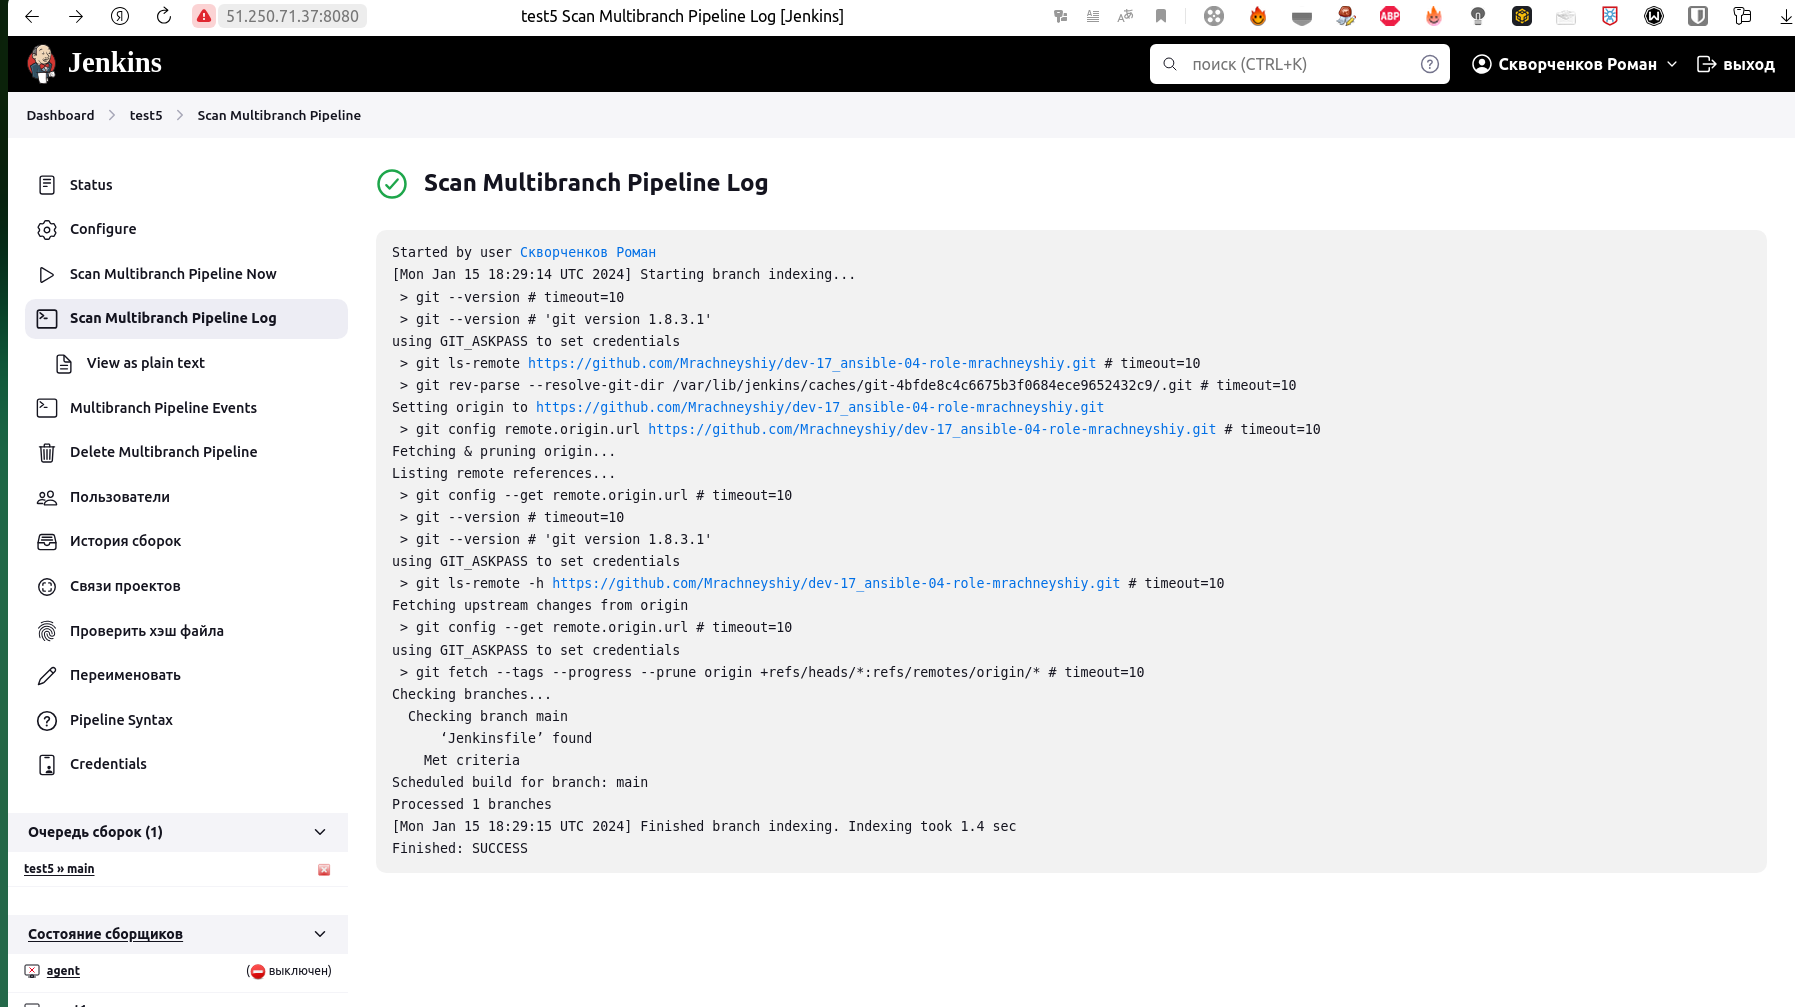 51.250.71.37:8080
test5 Scan Multibranch Pipeline Log [Jenkins]
ABP
Jenkins
поиск (CTRL+K)
Скворченков Роман
выход
Dashboard
test5
Scan Multibranch Pipeline
Status
Configure
Scan Multibranch Pipeline Now
Scan Multibranch Pipeline Log
View as plain text
Multibranch Pipeline Events
Delete Multibranch Pipeline
Пользователи
История сборок
Связи проектов
Проверить хэш файла
Переименовать
Pipeline Syntax
Credentials
Очередь сборок (1)
test5 » main
Состояние сборщиков
agent
(выключен)
Scan Multibranch Pipeline Log
Started by user Скворченков Роман
[Mon Jan 15 18:29:14 UTC 2024] Starting branch indexing...
 > git --version # timeout=10
 > git --version # 'git version 1.8.3.1'
using GIT_ASKPASS to set credentials
 > git ls-remote https://github.com/Mrachneyshiy/dev-17_ansible-04-role-mrachneyshiy.git # timeout=10
 > git rev-parse --resolve-git-dir /var/lib/jenkins/caches/git-4bfde8c4c6675b3f0684ece9652432c9/.git # timeout=10
Setting origin to https://github.com/Mrachneyshiy/dev-17_ansible-04-role-mrachneyshiy.git
 > git config remote.origin.url https://github.com/Mrachneyshiy/dev-17_ansible-04-role-mrachneyshiy.git # timeout=10
Fetching & pruning origin...
Listing remote references...
 > git config --get remote.origin.url # timeout=10
 > git --version # timeout=10
 > git --version # 'git version 1.8.3.1'
using GIT_ASKPASS to set credentials
 > git ls-remote -h https://github.com/Mrachneyshiy/dev-17_ansible-04-role-mrachneyshiy.git # timeout=10
Fetching upstream changes from origin
 > git config --get remote.origin.url # timeout=10
using GIT_ASKPASS to set credentials
 > git fetch --tags --progress --prune origin +refs/heads/*:refs/remotes/origin/* # timeout=10
Checking branches...
  Checking branch main
      ‘Jenkinsfile’ found
    Met criteria
Scheduled build for branch: main
Processed 1 branches
[Mon Jan 15 18:29:15 UTC 2024] Finished branch indexing. Indexing took 1.4 sec
Finished: SUCCESS